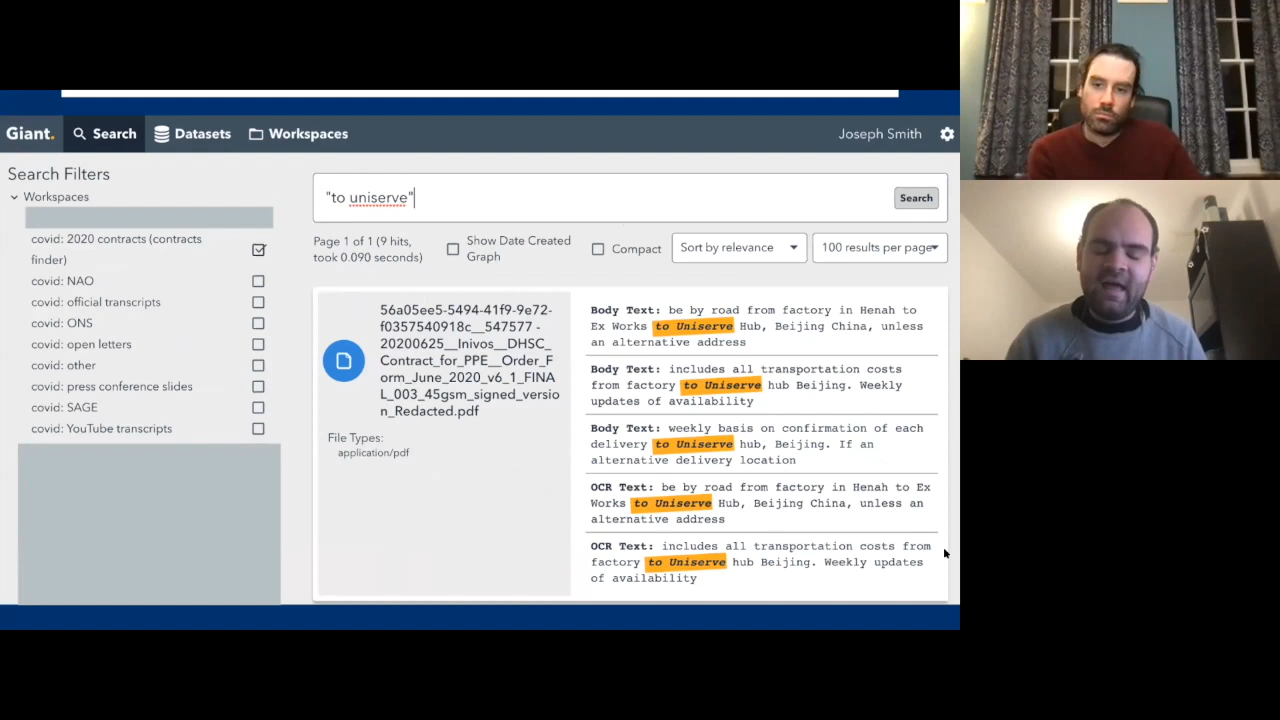 Giant. Search Datasets Workspaces Joseph Smith
Search Filters
Workspaces
covid: 2020 contracts (contracts
finder)
covid: NAO
covid: official transcripts
covid: ONS
covid: open letters
covid: other
covid: press conference slides
covid: SAGE
covid: YouTube transcripts
"to uniserve"
Search
Page 1 of 1 (9 hits,
took 0.090 seconds)
Show Date Created
Graph
Compact
Sort by relevance
100 results per page
56a05ee5-5494-41f9-9e72-
f0357540918c__547577 -
20200625__Inivos__DHSC_
Contract_for_PPE__Order_F
orm_June_2020_v6_1_FINA
L_003_45gsm_signed_versio
n_Redacted.pdf
File Types:
application/pdf
Body Text: be by road from factory in Henah to
Ex Works to Uniserve Hub, Beijing China, unless
an alternative address
Body Text: includes all transportation costs
from factory to Uniserve hub Beijing. Weekly
updates of availability
Body Text: weekly basis on confirmation of each
delivery to Uniserve hub, Beijing. If an
alternative delivery location
OCR Text: be by road from factory in Henah to Ex
Works to Uniserve Hub, Beijing China, unless an
alternative address
OCR Text: includes all transportation costs from
factory to Uniserve hub Beijing. Weekly updates
of availability